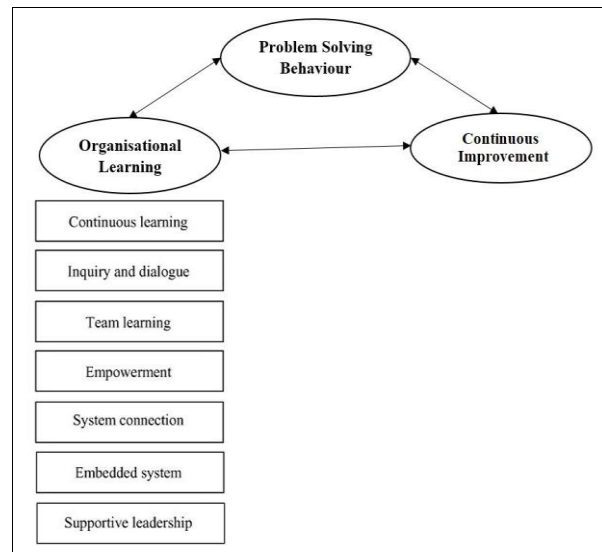 Problem Solving
Behaviour
Organisational
Learning
Continuous
Improvement
Continuous learning
Inquiry and dialogue
Team learning
Empowerment
System connection
Embedded system
Supportive leadership